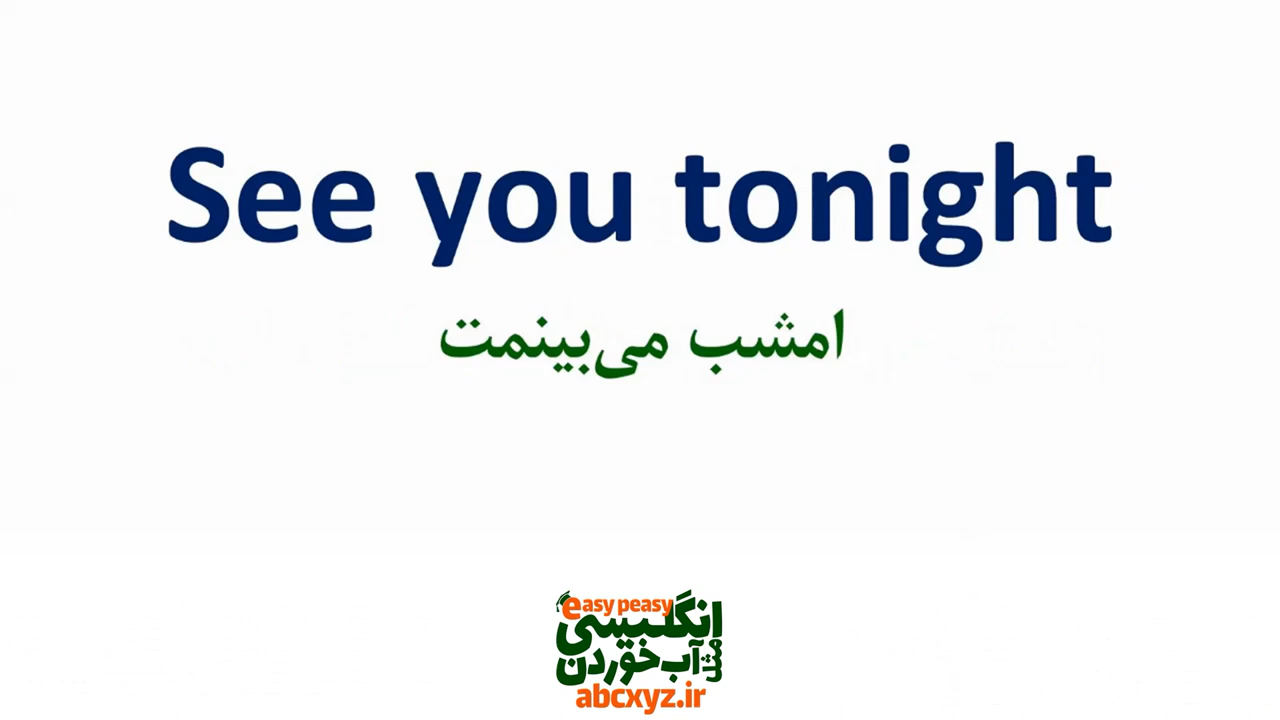 See you tonight
امشب می‌بینمت
easy peasy
انگلیسی
مثل
آب خوردن
abcxyz.ir